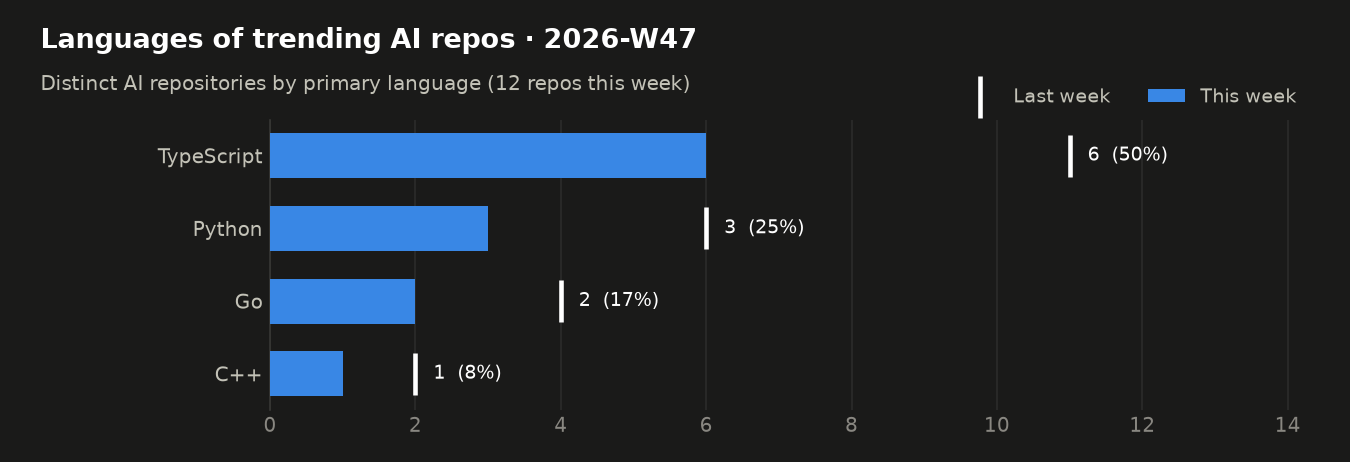 Languages of trending AI repos · 2026-W47
Distinct AI repositories by primary language (12 repos this week)
Last week
This week
TypeScript
6 (50%)
Python
3 (25%)
Go
2 (17%)
C++
1 (8%)
0 2 4 6 8 10 12 14